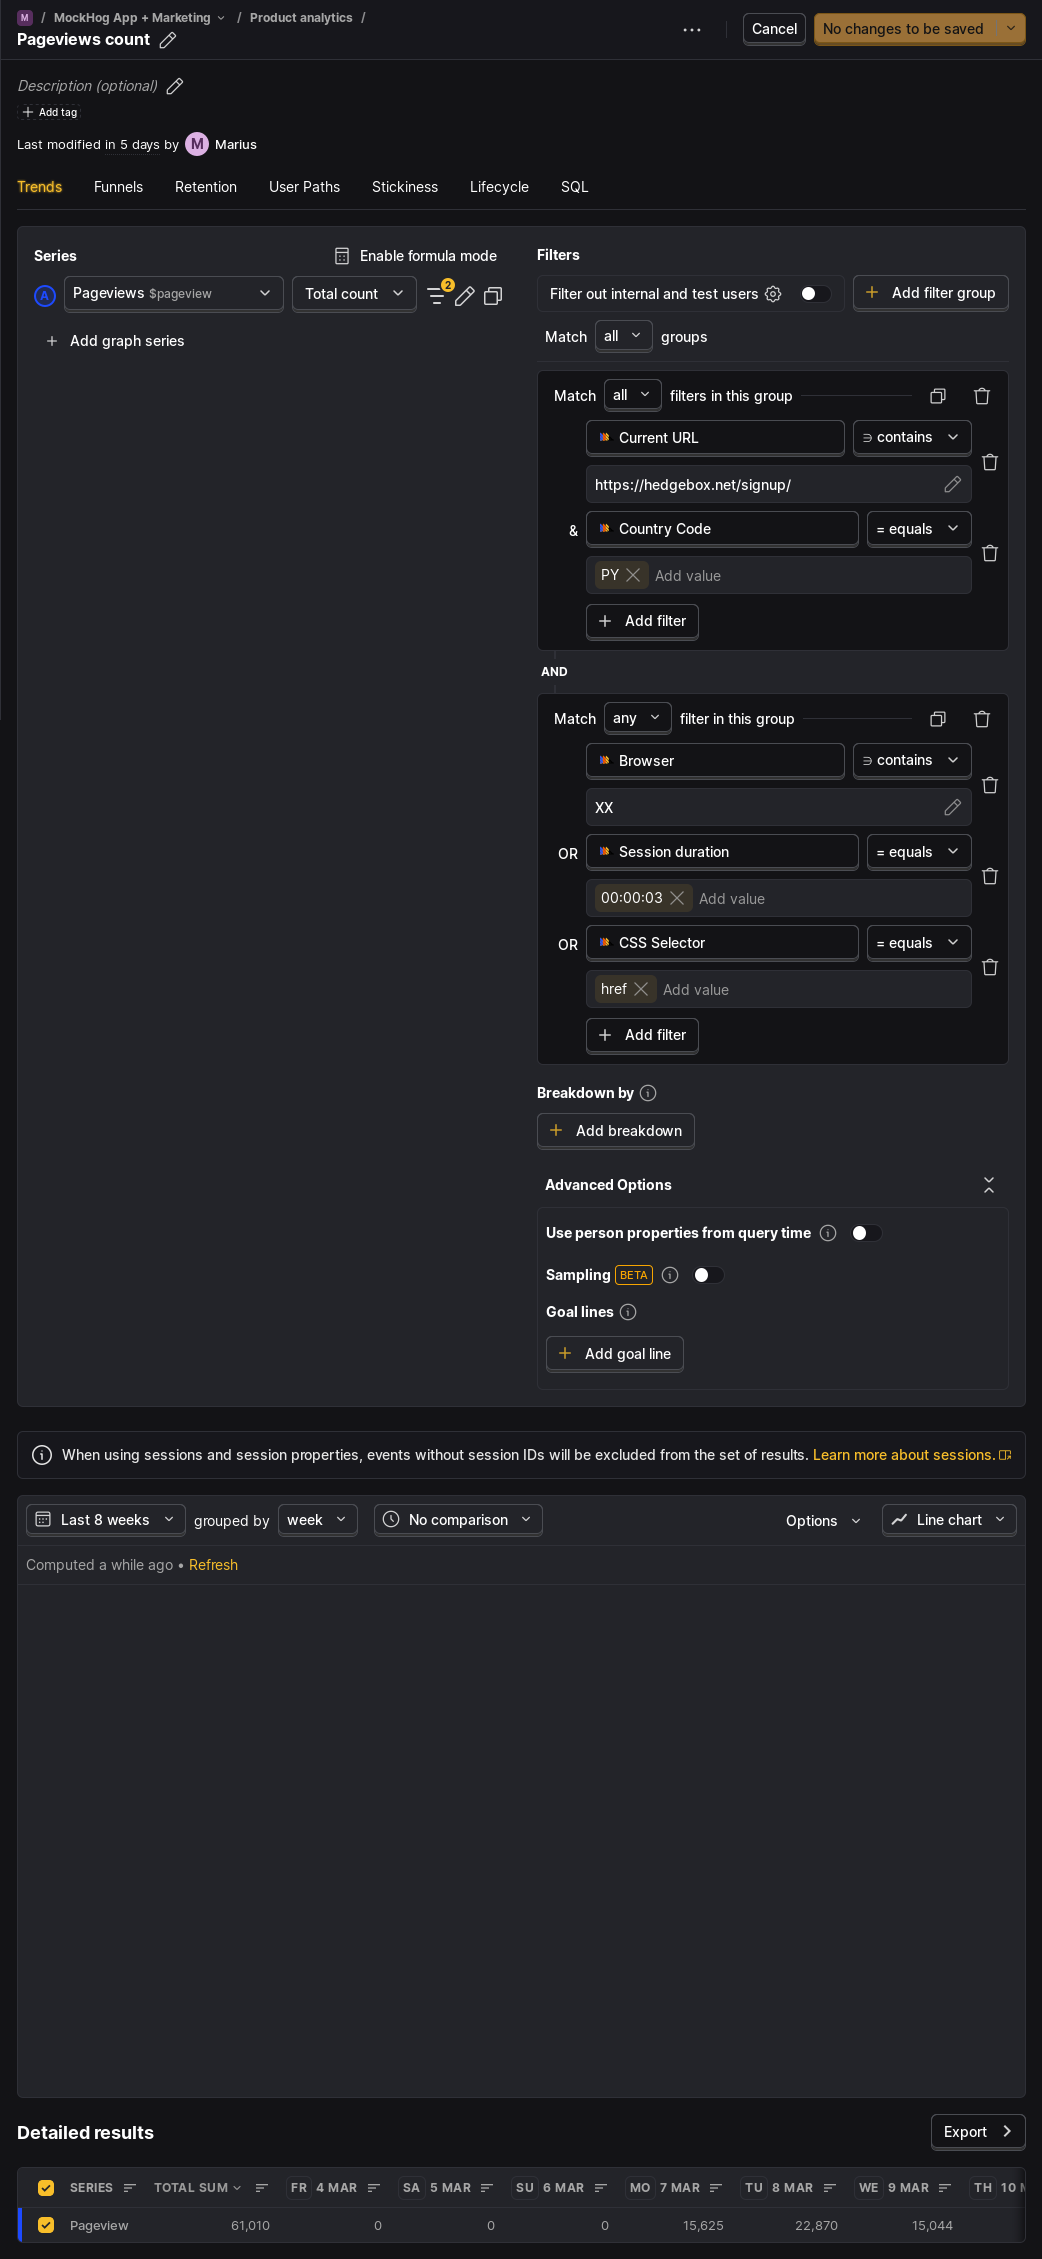 M / MockHog App + Marketing / Product analytics /
Pageviews count
Cancel
No changes to be saved
Description (optional)
Add tag
Last modified in 5 days by M Marius
Trends Funnels Retention User Paths Stickiness Lifecycle SQL
Series
Enable formula mode
A Pageviews $pageview Total count 2
Add graph series
Filters
Filter out internal and test users
Add filter group
Match all groups
Match all filters in this group
Current URL ∋ contains
https://hedgebox.net/signup/
& Country Code = equals
PY Add value
Add filter
AND
Match any filter in this group
Browser ∋ contains
XX
OR Session duration = equals
00:00:03 Add value
OR CSS Selector = equals
href Add value
Add filter
Breakdown by
Add breakdown
Advanced Options
Use person properties from query time
Sampling BETA
Goal lines
Add goal line
When using sessions and session properties, events without session IDs will be excluded from the set of results. Learn more about sessions.
Last 8 weeks grouped by week No comparison Options Line chart
Computed a while ago • Refresh
Detailed results
Export
SERIES TOTAL SUM FR 4 MAR SA 5 MAR SU 6 MAR MO 7 MAR TU 8 MAR WE 9 MAR TH 10 M
Pageview 61,010 0 0 0 15,625 22,870 15,044